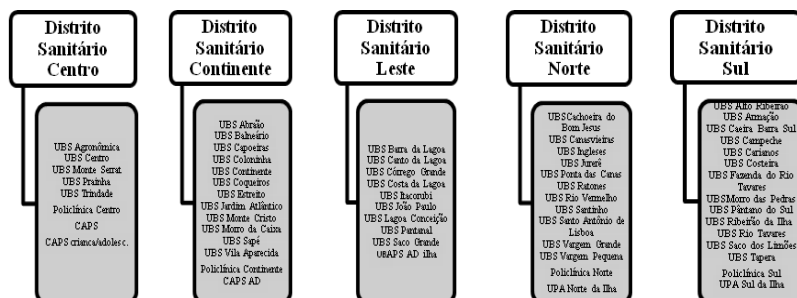 Distrito
Sanitário
Centro
UBS Agronômica
UBS Centro
UBS Monte Serrat
UBS Prainha
UBS Trindade
Policlínica Centro
CAPS
CAPS criança/adolesc.
Distrito
Sanitário
Continente
UBS Abraão
UBS Balneário
UBS Capoeiras
UBS Coloninha
UBS Continente
UBS Coqueiros
UBS Estreito
UBS Jardim Atlântico
UBS Monte Cristo
UBS Morro da Caixa
UBS Sapé
UBS Vila Aparecida
Policlínica Continente
CAPS AD
Distrito
Sanitário
Leste
UBS Barra da Lagoa
UBS Canto da Lagoa
UBS Córrego Grande
UBS Costa da Lagoa
UBS Itacorubi
UBS João Paulo
UBS Lagoa Conceição
UBS Pantanal
UBS Saco Grande
UBAPS AD ilha
Distrito
Sanitário
Norte
UBSCachoeira do
Bom Jesus
UBS Canasvieiras
UBS Ingleses
UBS Jurerê
UBS Ponta das Canas
UBS Ratones
UBS Rio Vermelho
UBS Santinho
UBS Santo Antônio de
Lisboa
UBS Vargem Grande
UBS Vargem Pequena
Policlínica Norte
UPA Norte da Ilha
Distrito
Sanitário
Sul
UBS Alto Ribeirão
UBS Armação
UBS Caeira Barra Sul
UBS Campeche
UBS Carianos
UBS Costeira
UBS Fazenda do Rio
Tavares
UBSMorro das Pedras
UBS Pântano do Sul
UBS Ribeirão da Ilha
UBS Rio Tavares
UBS Saco dos Limões
UBS Tapera
Policlínica Sul
UPA Sul da Ilha